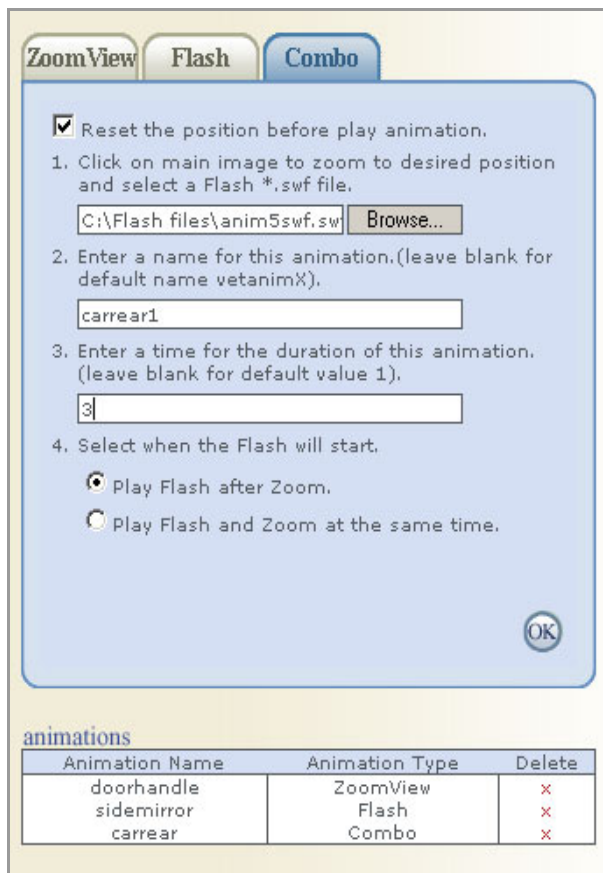 ZoomView Flash Combo
Reset the position before play animation.
1. Click on main image to zoom to desired position
and select a Flash *.swf file.
C:\Flash files\anim5swf.sw Browse...
2. Enter a name for this animation.(leave blank for
default name vetanimX).
carrear1
3. Enter a time for the duration of this animation.
(leave blank for default value 1).
3
4. Select when the Flash will start.
Play Flash after Zoom.
Play Flash and Zoom at the same time.
OK
animations
Animation Name Animation Type Delete
doorhandle ZoomView x
sidemirror Flash x
carrear Combo x